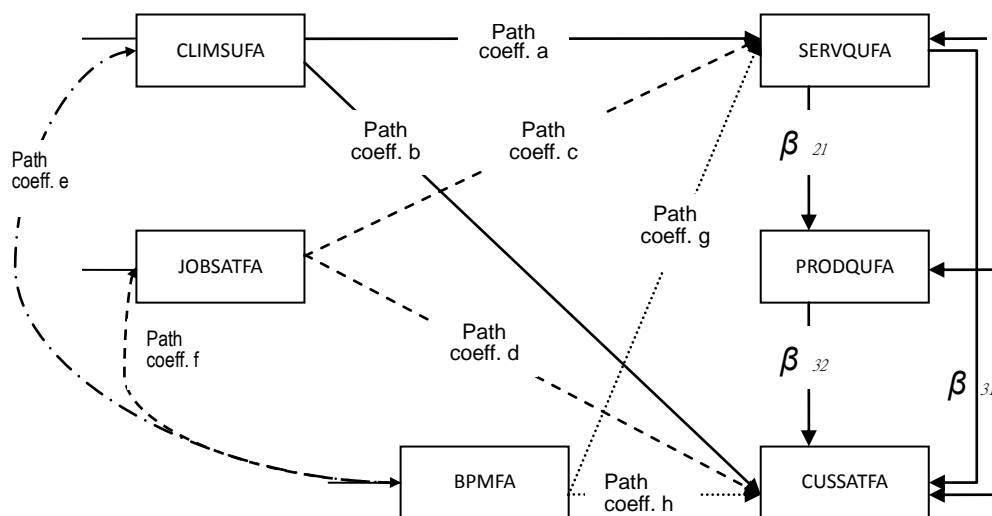 CLIMSUFA
Path
coeff. a
SERVQUFA
Path
coeff. b
Path
coeff. c
β 21
Path
coeff. e
Path
coeff. g
JOBSATFA
PRODQUFA
Path
coeff. f
Path
coeff. d
β 32
β 31
BPMFA
Path
coeff. h
CUSSATFA